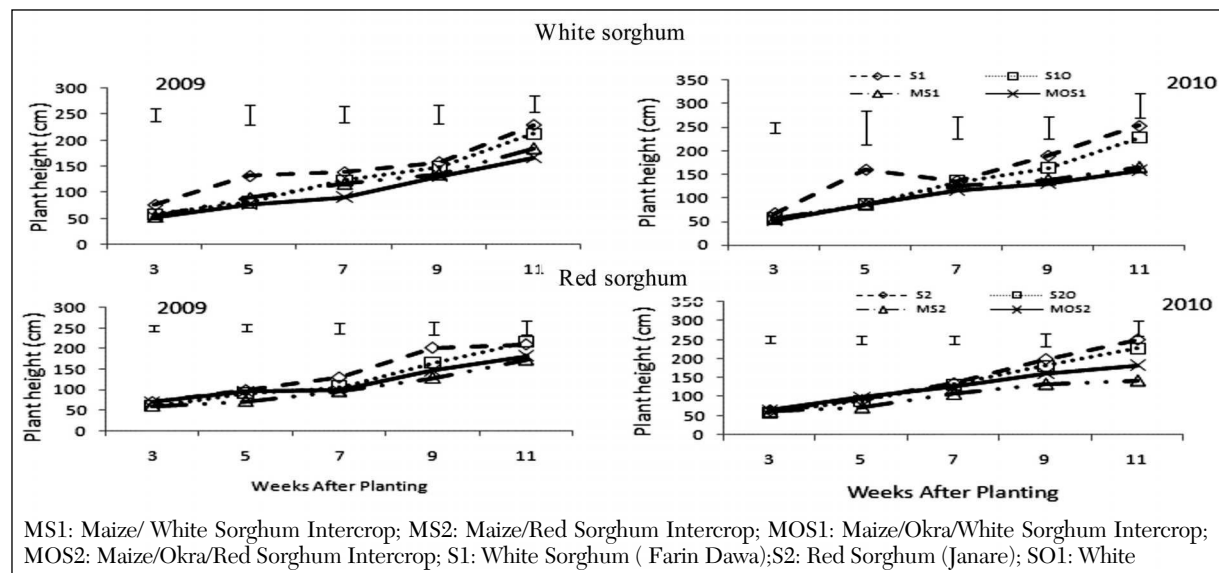 White sorghum
2009
Plant height (cm)
300
250
200
150
100
50
0
3 5 7 9 11
S1 S1O
MS1 MOS1
2010
Plant height (cm)
350
300
250
200
150
100
50
0
3 5 7 9 11
Red sorghum
2009
Plant height (cm)
300
250
200
150
100
50
0
3 5 7 9 11
Weeks After Planting
S2 S2O
MS2 MOS2
2010
Plant height (cm)
350
300
250
200
150
100
50
0
3 5 7 9 11
Weeks After Planting
MS1: Maize/ White Sorghum Intercrop; MS2: Maize/Red Sorghum Intercrop; MOS1: Maize/Okra/White Sorghum Intercrop;
MOS2: Maize/Okra/Red Sorghum Intercrop; S1: White Sorghum ( Farin Dawa);S2: Red Sorghum (Janare); SO1: White